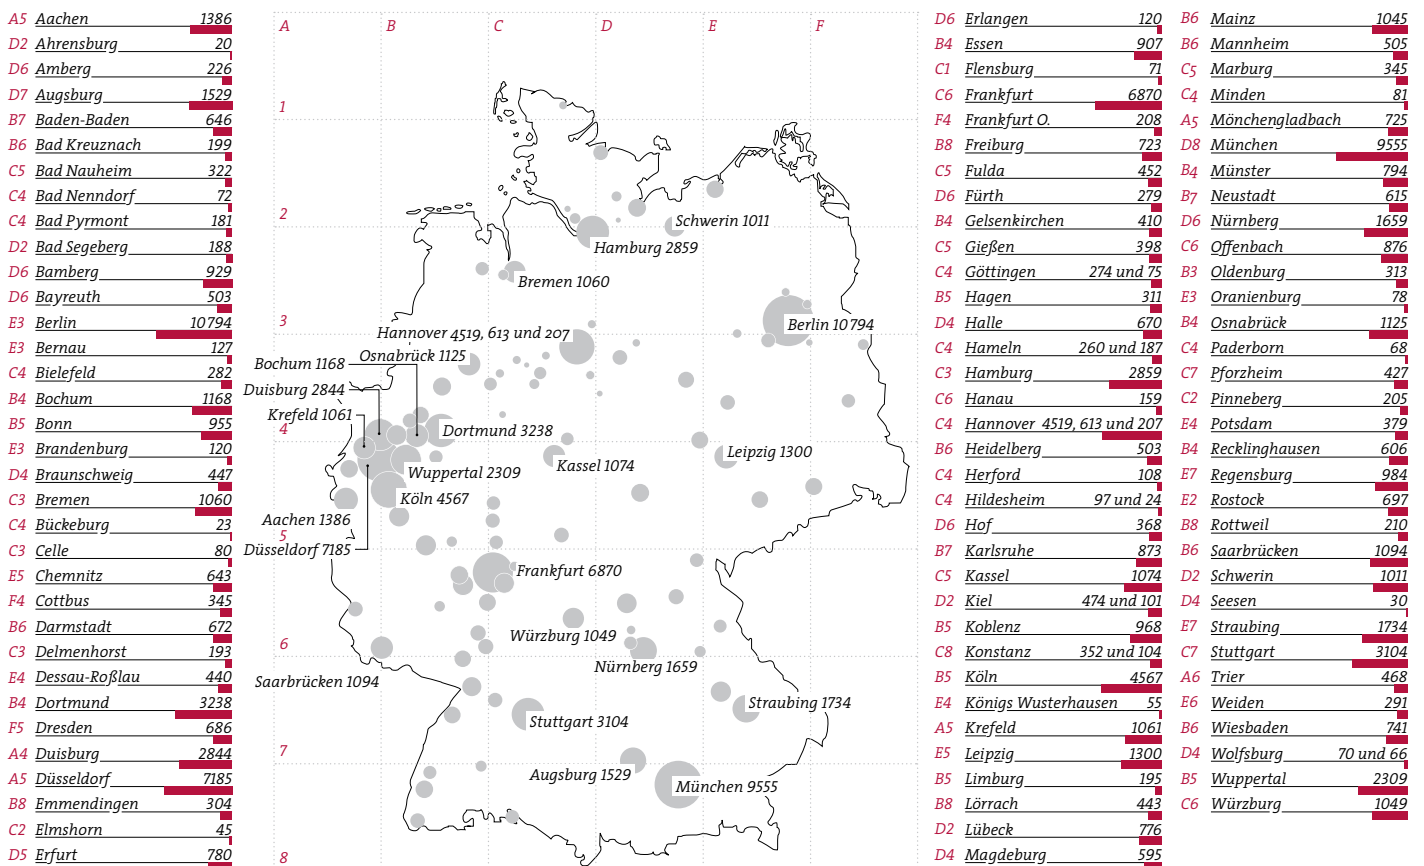 A5 Aachen 1386
D2 Ahrensburg 20
D6 Amberg 226
D7 Augsburg 1529
B7 Baden-Baden 646
B6 Bad Kreuznach 199
C5 Bad Nauheim 322
C4 Bad Nenndorf 72
C4 Bad Pyrmont 181
D2 Bad Segeberg 188
D6 Bamberg 929
D6 Bayreuth 503
E3 Berlin 10794
E3 Bernau 127
C4 Bielefeld 282
B4 Bochum 1168
B5 Bonn 955
E3 Brandenburg 120
D4 Braunschweig 447
C3 Bremen 1060
C4 Bückeburg 23
C3 Celle 80
E5 Chemnitz 643
F4 Cottbus 345
B6 Darmstadt 672
C3 Delmenhorst 193
E4 Dessau-Roßlau 440
B4 Dortmund 3238
F5 Dresden 686
A4 Duisburg 2844
A5 Düsseldorf 7185
B8 Emmendingen 304
C2 Elmshorn 45
D5 Erfurt 780
A B C D E F
1
2
3
4
5
6
7
8
Schwerin 1011
Hamburg 2859
Bremen 1060
Berlin 10794
Hannover 4519, 613 und 207
Osnabrück 1125
Bochum 1168
Duisburg 2844
Krefeld 1061
Dortmund 3238
Leipzig 1300
Kassel 1074
Wuppertal 2309
Köln 4567
Aachen 1386
Düsseldorf 7185
Frankfurt 6870
Würzburg 1049
Nürnberg 1659
Saarbrücken 1094
Straubing 1734
Stuttgart 3104
Augsburg 1529
München 9555
D6 Erlangen 120
B4 Essen 907
C1 Flensburg 71
C6 Frankfurt 6870
F4 Frankfurt O. 208
B8 Freiburg 723
C5 Fulda 452
D6 Fürth 279
B4 Gelsenkirchen 410
C5 Gießen 398
C4 Göttingen 274 und 75
B5 Hagen 311
D4 Halle 670
C4 Hameln 260 und 187
C3 Hamburg 2859
C6 Hanau 159
C4 Hannover 4519, 613 und 207
B6 Heidelberg 503
C4 Herford 108
C4 Hildesheim 97 und 24
D6 Hof 368
B7 Karlsruhe 873
C5 Kassel 1074
D2 Kiel 474 und 101
B5 Koblenz 968
C8 Konstanz 352 und 104
B5 Köln 4567
E4 Königs Wusterhausen 55
A5 Krefeld 1061
E5 Leipzig 1300
B5 Limburg 195
B8 Lörrach 443
D2 Lübeck 776
D4 Magdeburg 595
B6 Mainz 1045
B6 Mannheim 505
C5 Marburg 345
C4 Minden 81
A5 Mönchengladbach 725
D8 München 9555
B4 Münster 794
B7 Neustadt 615
D6 Nürnberg 1659
C6 Offenbach 876
B3 Oldenburg 313
E3 Oranienburg 78
B4 Osnabrück 1125
C4 Paderborn 68
C7 Pforzheim 427
C2 Pinneberg 205
E4 Potsdam 379
B4 Recklinghausen 606
E7 Regensburg 984
E2 Rostock 697
B8 Rottweil 210
B6 Saarbrücken 1094
D2 Schwerin 1011
D4 Seesen 30
E7 Straubing 1734
C7 Stuttgart 3104
A6 Trier 468
E6 Weiden 291
B6 Wiesbaden 741
D4 Wolfsburg 70 und 66
B5 Wuppertal 2309
C6 Würzburg 1049